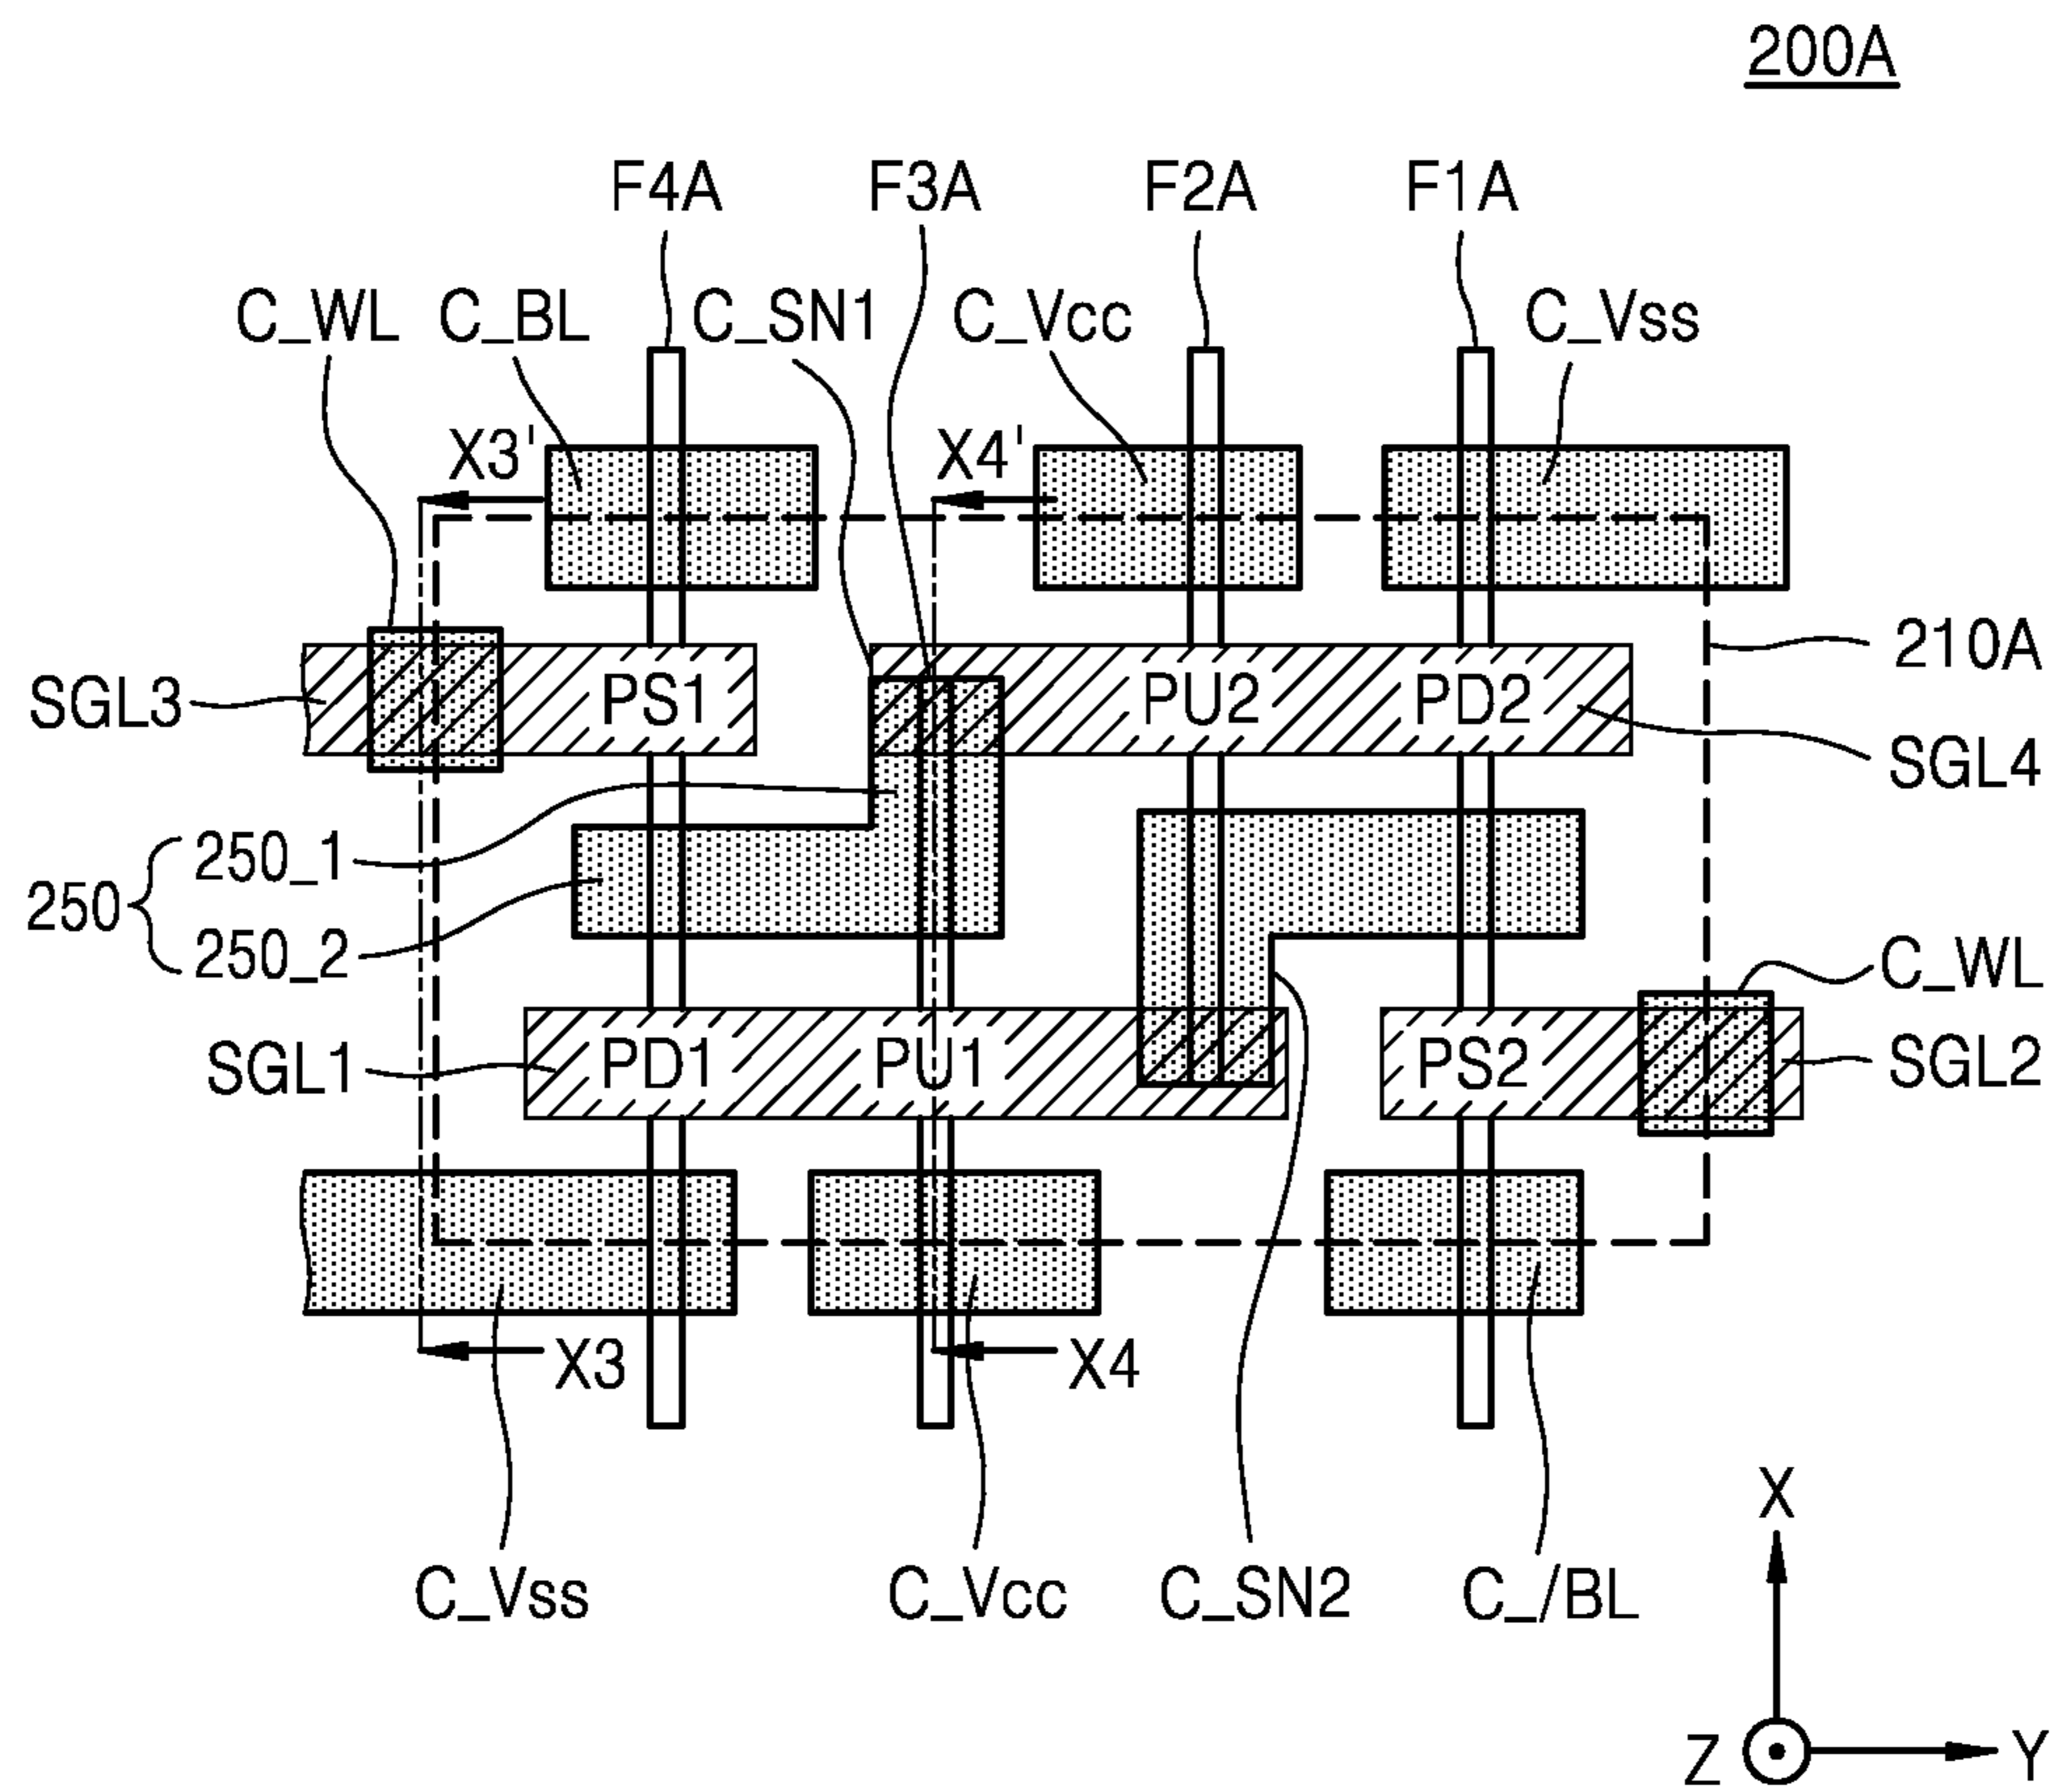 200A
F4A F3A F2A F1A
C_WL C_BL C_SN1 C_Vcc C_Vss
X3' X4'
210A
SGL3 PS1 PU2 PD2
SGL4
250_1
250
250_2
C_WL
SGL1 PD1 PU1 PS2 SGL2
X3 X4
C_Vss C_Vcc C_SN2 C_/BL
X
Z Y